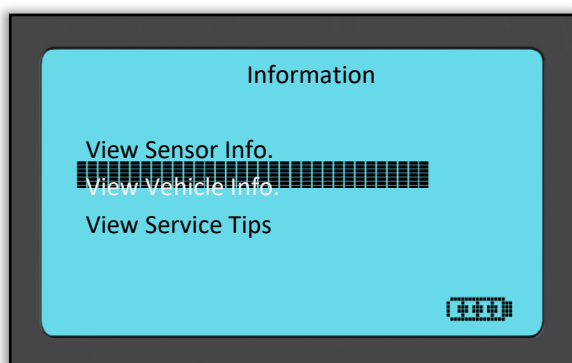 Information
View Sensor Info.
View Vehicle Info.
View Service Tips